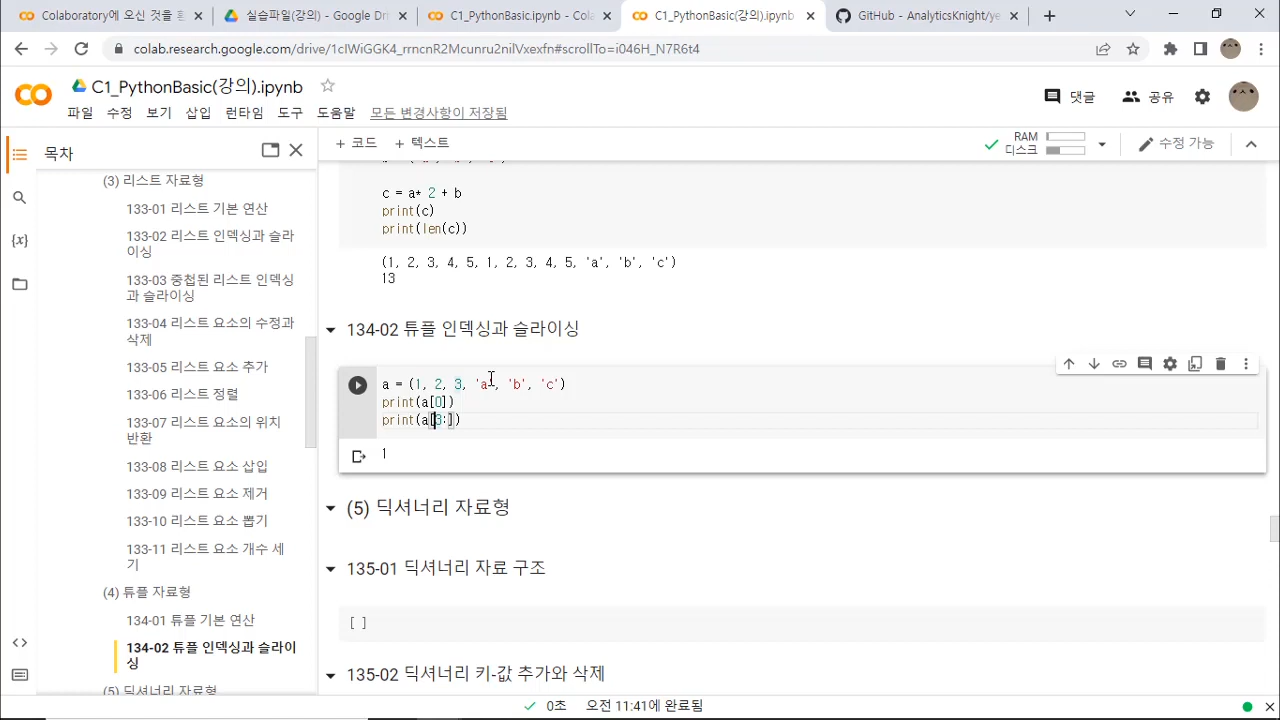 Colaboratory에 오신 것을 환
실습파일(강의) - Google Dri
C1_PythonBasic.ipynb - Cola
C1_PythonBasic(강의).ipynb
GitHub - AnalyticsKnight/ye
colab.research.google.com/drive/1cIWiGGK4_rrncnR2Mcunru2nilVxexfn#scrollTo=i046H_N7R6t4
C1_PythonBasic(강의).ipynb
댓글
공유
파일 수정 보기 삽입 런타임 도구 도움말 모든 변경사항이 저장됨
목차
+ 코드 + 텍스트
RAM
디스크
수정 가능
(3) 리스트 자료형
133-01 리스트 기본 연산
133-02 리스트 인덱싱과 슬라
이싱
133-03 중첩된 리스트 인덱싱
과 슬라이싱
133-04 리스트 요소의 수정과
삭제
133-05 리스트 요소 추가
133-06 리스트 정렬
133-07 리스트 요소의 위치
반환
133-08 리스트 요소 삽입
133-09 리스트 요소 제거
133-10 리스트 요소 뽑기
133-11 리스트 요소 개수 세
기
(4) 튜플 자료형
134-01 튜플 기본 연산
134-02 튜플 인덱싱과 슬라이
싱
(5) 딕셔너리 자료형
c = a* 2 + b
print(c)
print(len(c))
(1, 2, 3, 4, 5, 1, 2, 3, 4, 5, 'a', 'b', 'c')
13
134-02 튜플 인덱싱과 슬라이싱
a = (1, 2, 3, 'a', 'b', 'c')
print(a[0])
print(a[3:])
1
(5) 딕셔너리 자료형
135-01 딕셔너리 자료 구조
[ ]
135-02 딕셔너리 키-값 추가와 삭제
0초 오전 11:41에 완료됨